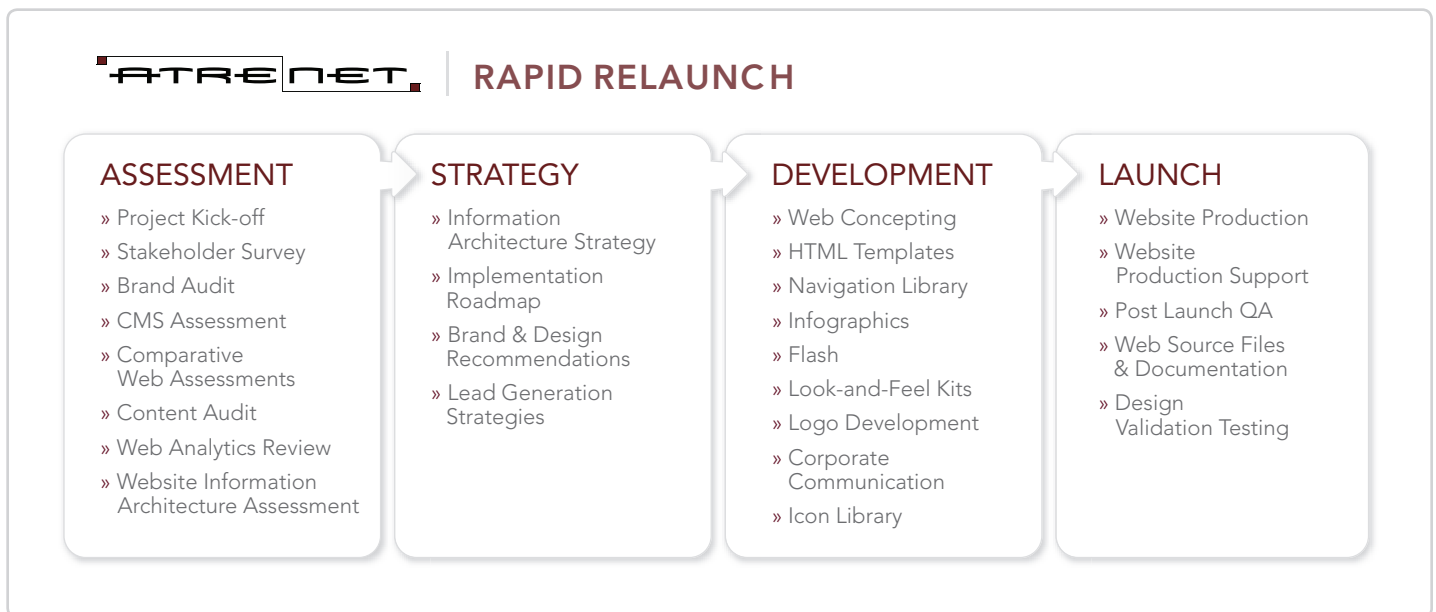 ATRENET
RAPID RELAUNCH
ASSESSMENT
» Project Kick-off
» Stakeholder Survey
» Brand Audit
» CMS Assessment
» Comparative
Web Assessments
» Content Audit
» Web Analytics Review
» Website Information
Architecture Assessment
STRATEGY
» Information
Architecture Strategy
» Implementation
Roadmap
» Brand & Design
Recommendations
» Lead Generation
Strategies
DEVELOPMENT
» Web Concepting
» HTML Templates
» Navigation Library
» Infographics
» Flash
» Look-and-Feel Kits
» Logo Development
» Corporate
Communication
» Icon Library
LAUNCH
» Website Production
» Website
Production Support
» Post Launch QA
» Web Source Files
& Documentation
» Design
Validation Testing